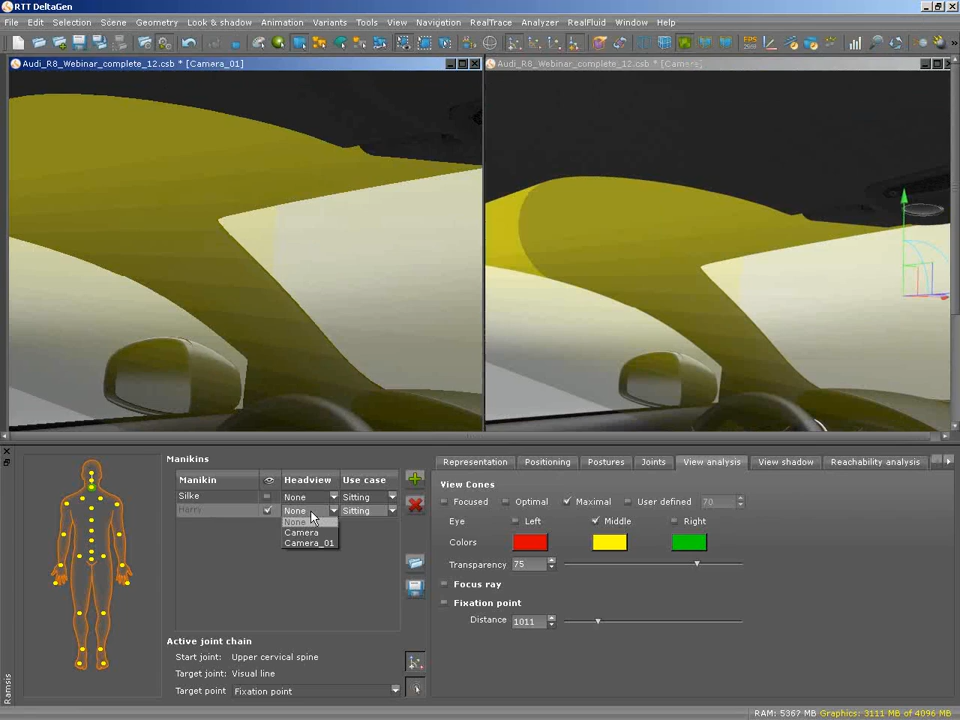 RTT DeltaGen
File Edit Selection Scene Geometry Look & shadow Animation Variants Tools View Navigation RealTrace Analyzer RealFluid Window Help
FPS
Audi_R8_Webinar_complete_12.csb * [Camera_01]
Audi_R8_Webinar_complete_12.csb * [Camera]
Manikins
Manikin Headview Use case
Silke None Sitting
Harry None Sitting
None
Camera
Camera_01
Active joint chain
Start joint: Upper cervical spine
Target joint: Visual line
Target point Fixation point
Ramsis
Representation Positioning Postures Joints View analysis View shadow Reachability analysis
View Cones
Focused Optimal Maximal User defined 70
Eye Left Middle Right
Colors
Transparency 75
Focus ray
Fixation point
Distance 1011
RAM: 5367 MB Graphics: 3111 MB of 4096 MB